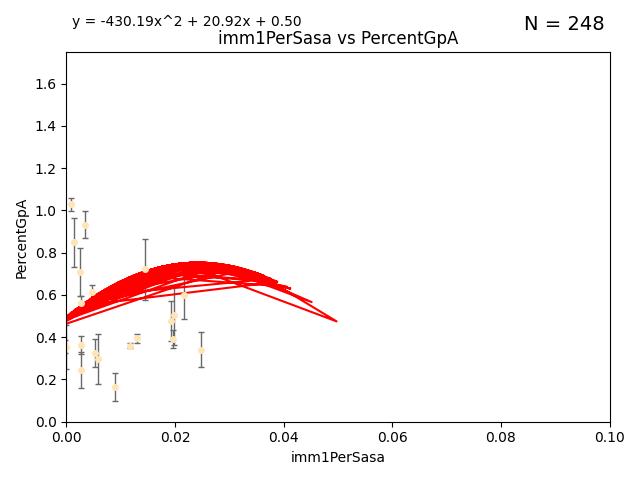 y = -430.19x^2 + 20.92x + 0.50
N = 248
imm1PerSasa vs PercentGpA
1.6
1.4
1.2
1.0
0.8
0.6
0.4
0.2
0.0
PercentGpA
0.00 0.02 0.04 0.06 0.08 0.10
imm1PerSasa